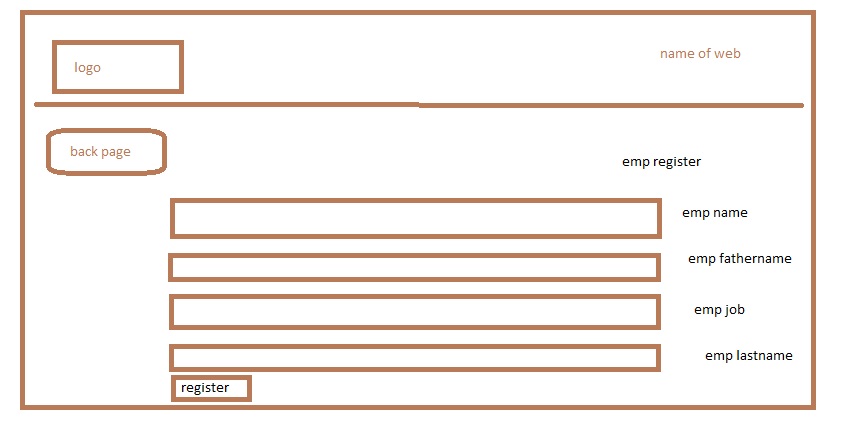 logo
name of web
back page
emp register
emp name
emp fathername
emp job
emp lastname
register